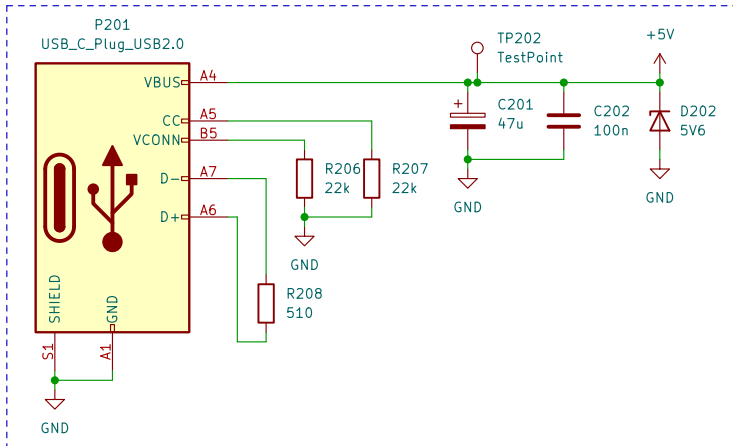 P201
USB_C_Plug_USB2.0
VBUS
A4
CC
A5
VCONN
B5
D-
A7
D+
A6
SHIELD
GND
S1
A1
GND
R206
22k
R207
22k
GND
R208
510
TP202
TestPoint
+5V
+
C201
47u
C202
100n
D202
5V6
GND
GND